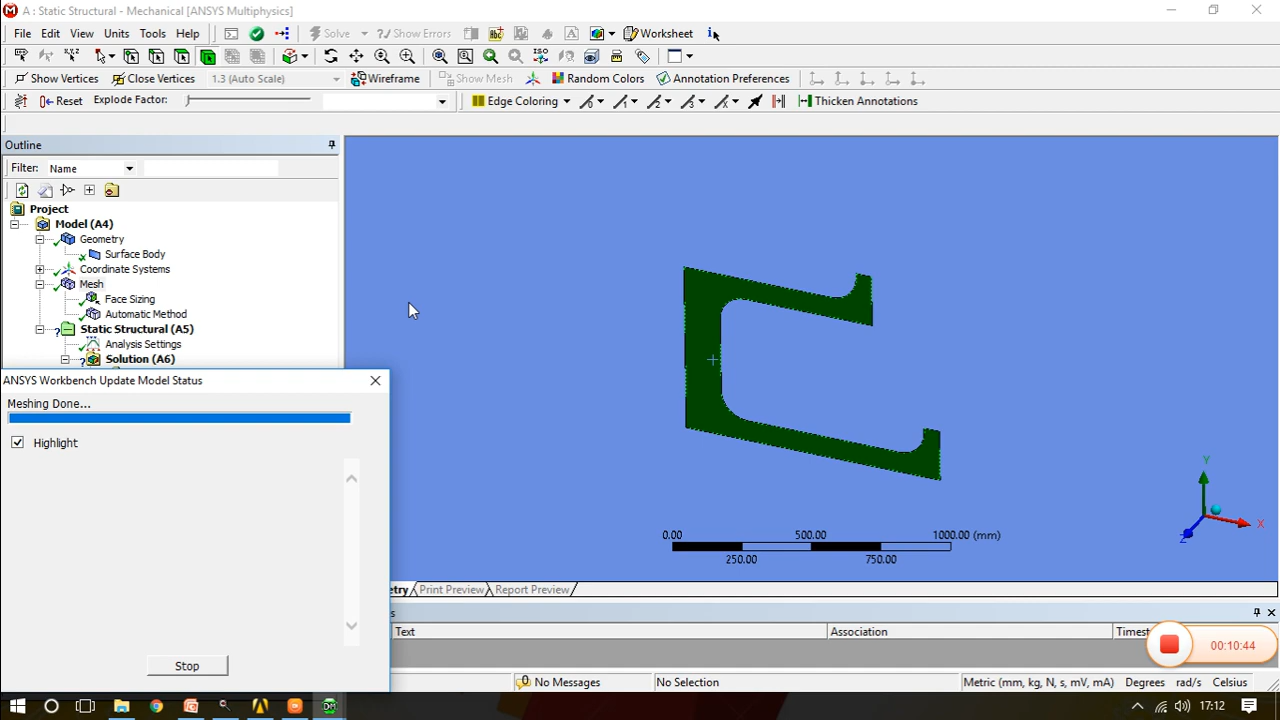 A : Static Structural - Mechanical [ANSYS Multiphysics]
File Edit View Units Tools Help Solve Show Errors Worksheet
Show Vertices Close Vertices 1.3 (Auto Scale) Wireframe Show Mesh Random Colors Annotation Preferences
Reset Explode Factor: Edge Coloring Thicken Annotations
Outline
Filter: Name
Project
Model (A4)
Geometry
Surface Body
Coordinate Systems
Mesh
Face Sizing
Automatic Method
Static Structural (A5)
Analysis Settings
Solution (A6)
ANSYS Workbench Update Model Status
Meshing Done...
Highlight
Stop
Y
X
Z
0.00 500.00 1000.00 (mm)
250.00 750.00
etry Print Preview Report Preview
Text Association Timest
00:10:44
0 No Messages No Selection Metric (mm, kg, N, s, mV, mA) Degrees rad/s Celsius
17:12